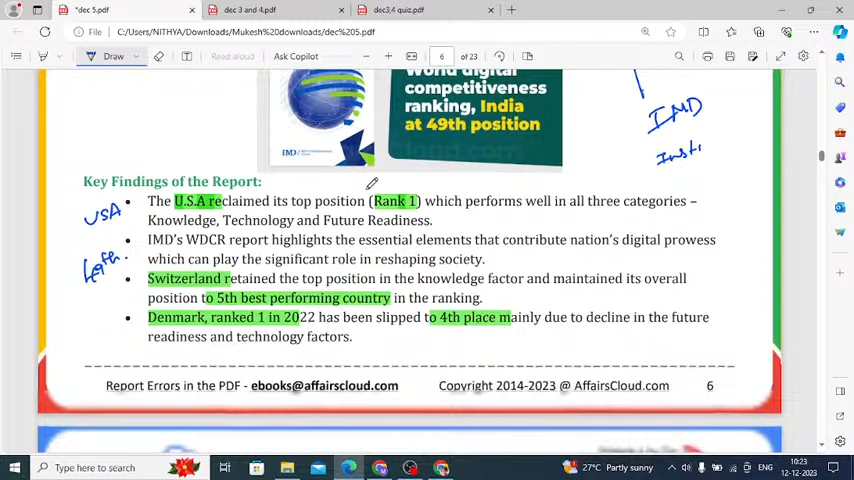 *dec 5.pdf
dec 3 and 4.pdf
dec3,4 quiz.pdf
File
C:/Users/NITHYA/Downloads/Mukesh%20downloads/dec%205.pdf
Draw
Read aloud
Ask Copilot
6
of 23
World digital
competitiveness
ranking, India
at 49th position
IMD
IMD
Insti
Key Findings of the Report:
USA
• The U.S.A reclaimed its top position (Rank 1) which performs well in all three categories –
Knowledge, Technology and Future Readiness.
• IMD's WDCR report highlights the essential elements that contribute nation's digital prowess
which can play the significant role in reshaping society.
49th.
• Switzerland retained the top position in the knowledge factor and maintained its overall
position to 5th best performing country in the ranking.
• Denmark, ranked 1 in 2022 has been slipped to 4th place mainly due to decline in the future
readiness and technology factors.
Report Errors in the PDF - ebooks@affairscloud.com
Copyright 2014-2023 @ AffairsCloud.com
6
Type here to search
27°C Partly sunny
ENG
10:23
12-12-2023